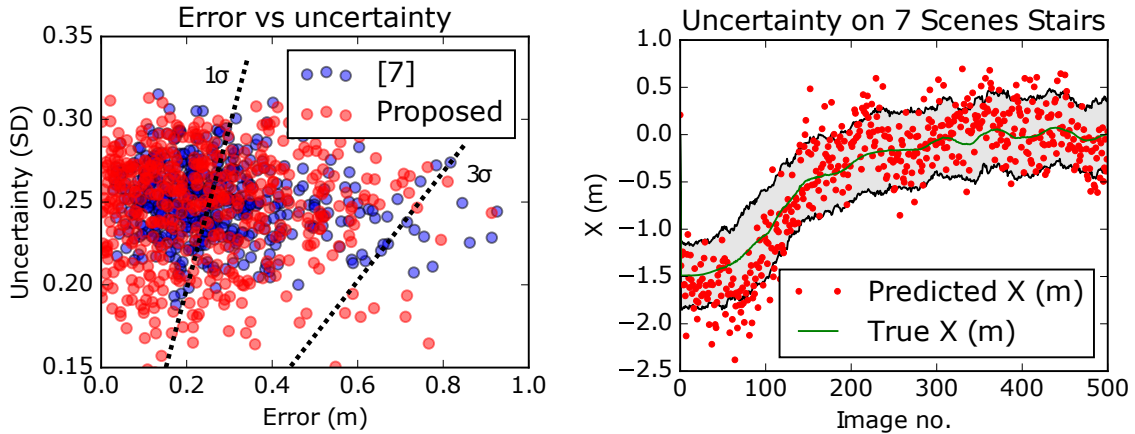 Error vs uncertainty
Uncertainty (SD)
0.35
0.30
0.25
0.20
0.15
1σ
3σ
[7]
Proposed
0.0 0.2 0.4 0.6 0.8 1.0
Error (m)
Uncertainty on 7 Scenes Stairs
X (m)
1.0
0.5
0.0
−0.5
−1.0
−1.5
−2.0
−2.5
Predicted X (m)
True X (m)
0 100 200 300 400 500
Image no.